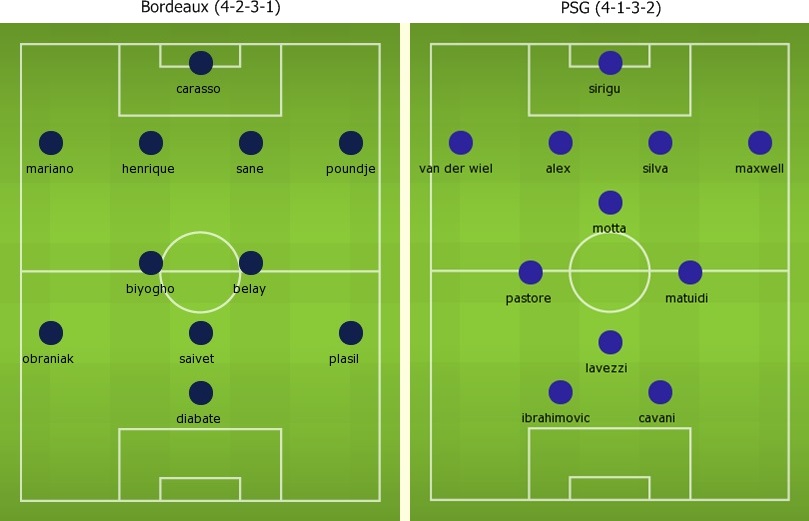 Bordeaux (4-2-3-1)
carasso
mariano henrique sane poundje
biyogho belay
obraniak saivet plasil
diabate
PSG (4-1-3-2)
sirigu
van der wiel alex silva maxwell
motta
pastore matuidi
lavezzi
ibrahimovic cavani